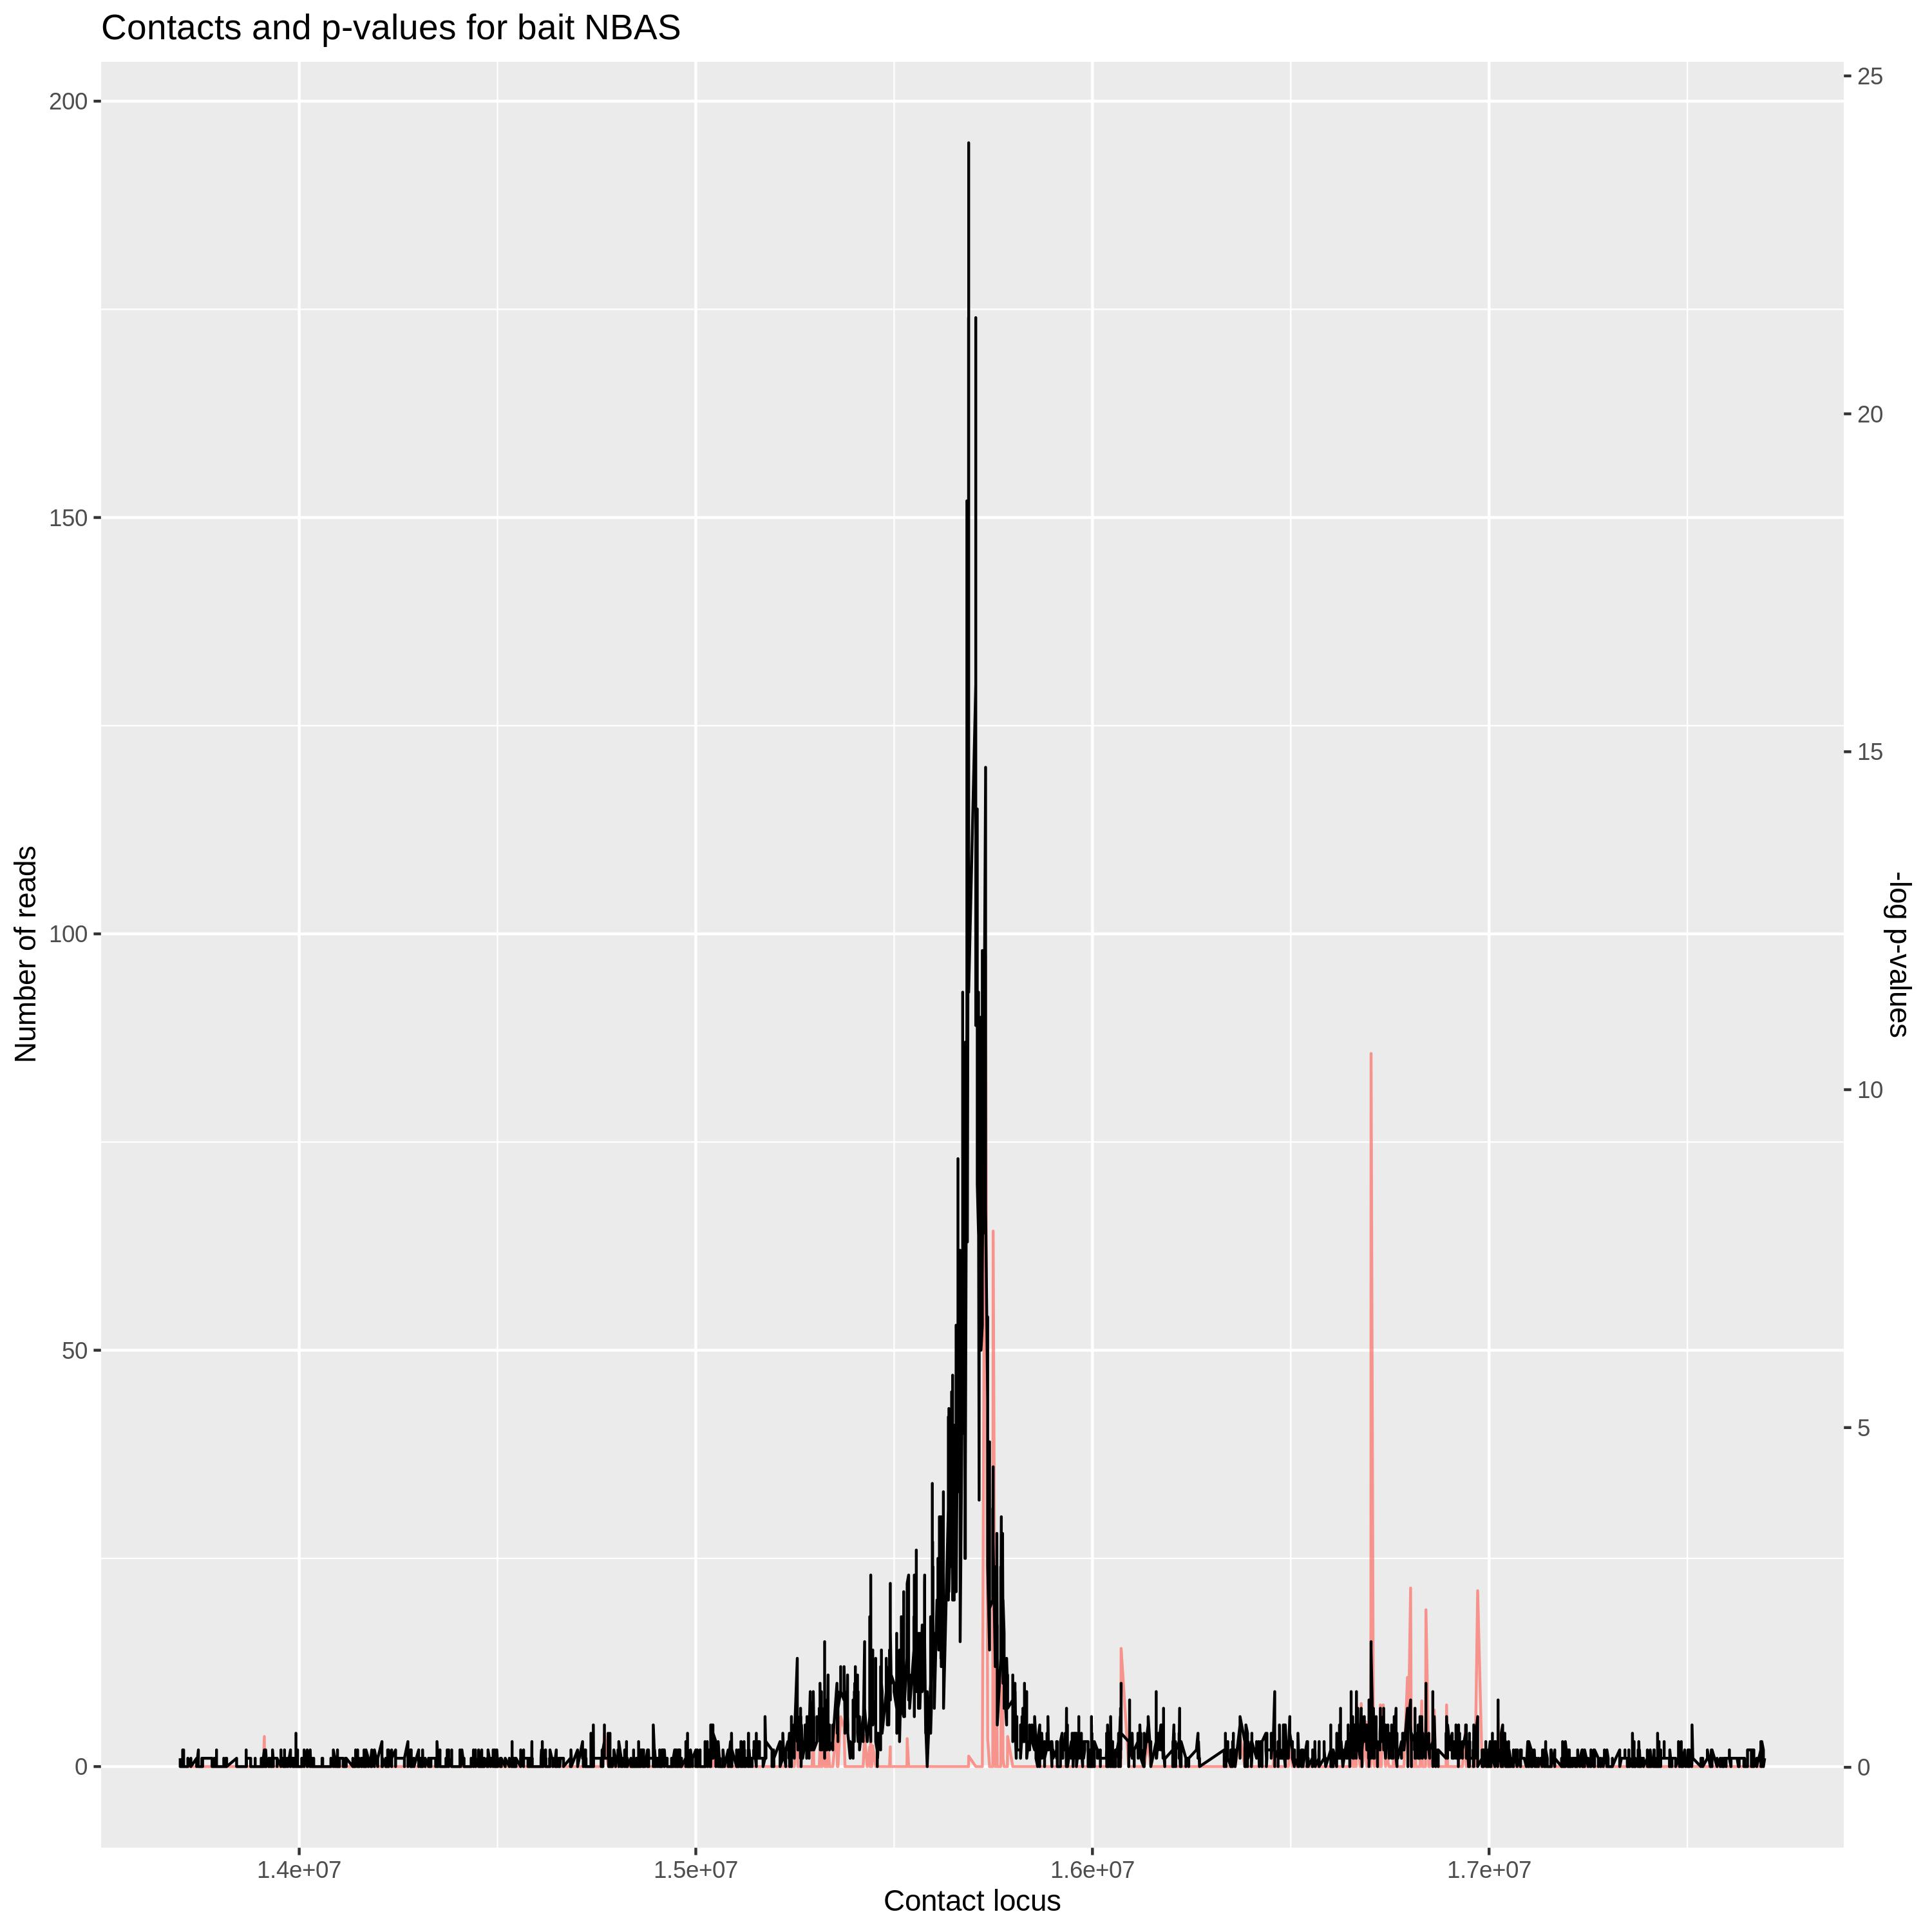 Contacts and p-values for bait NBAS
200
150
100
50
0
Number of reads
25
20
15
10
5
0
-log p-values
1.4e+07
1.5e+07
1.6e+07
1.7e+07
Contact locus